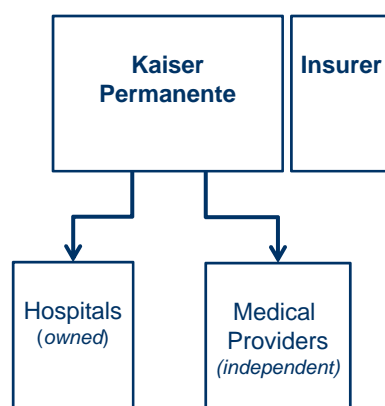 Kaiser
Permanente
Insurer
Hospitals
(owned)
Medical
Providers
(independent)